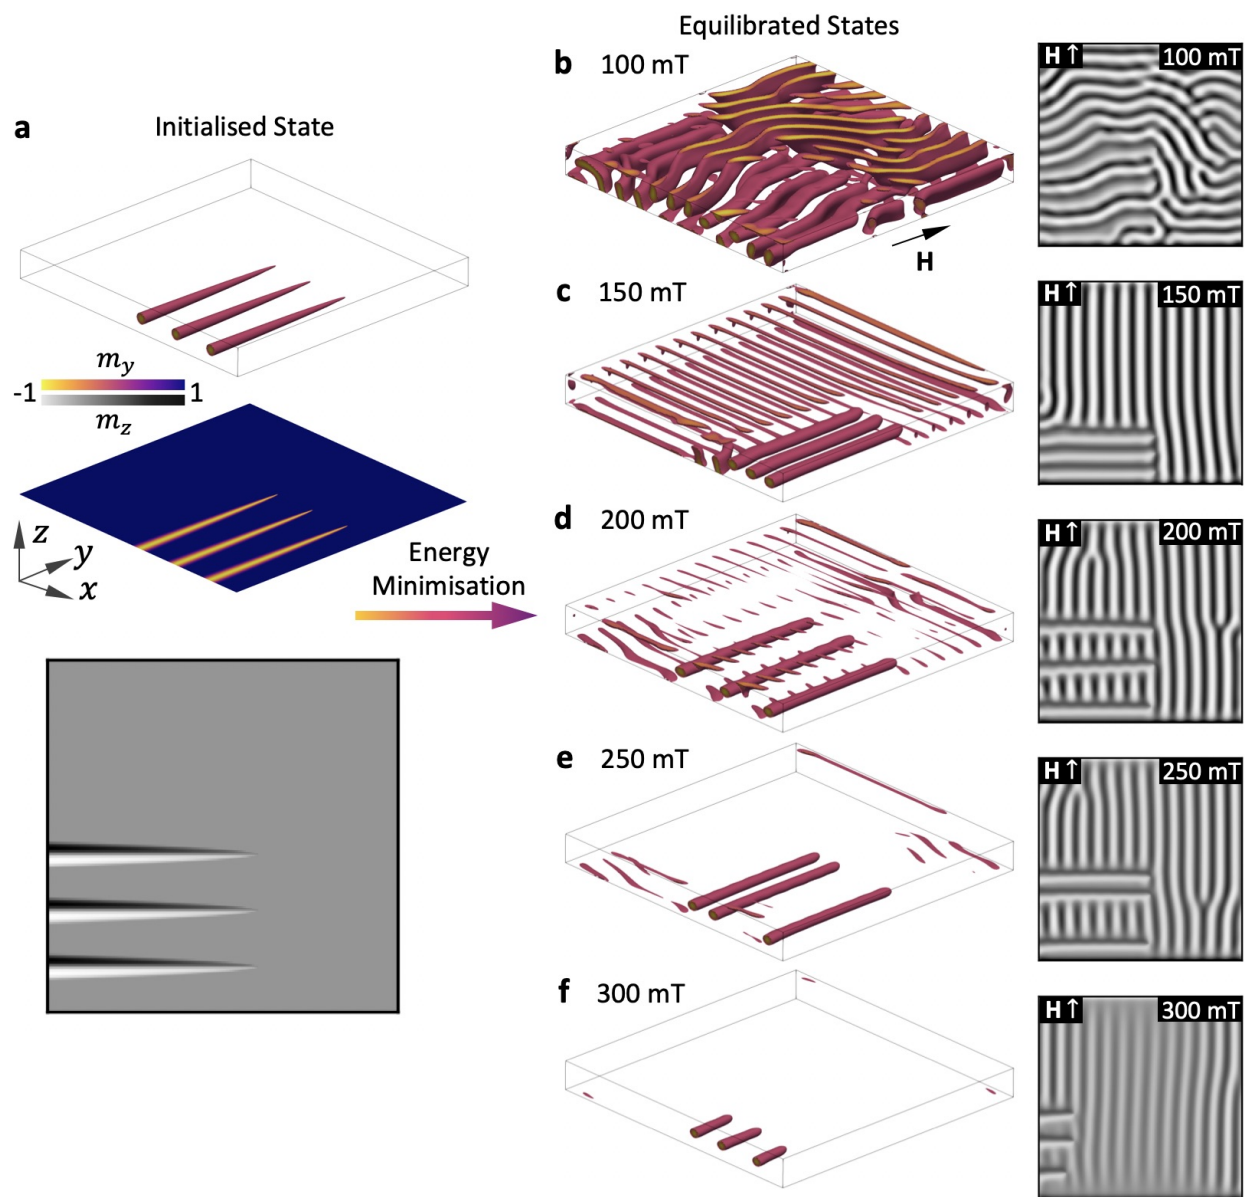 a
Initialised State
m_y
-1 1
m_z
z
y
x
Energy
Minimisation
Equilibrated States
b 100 mT
H
H ↑ 100 mT
c 150 mT
H ↑ 150 mT
d 200 mT
H ↑ 200 mT
e 250 mT
H ↑ 250 mT
f 300 mT
H ↑ 300 mT